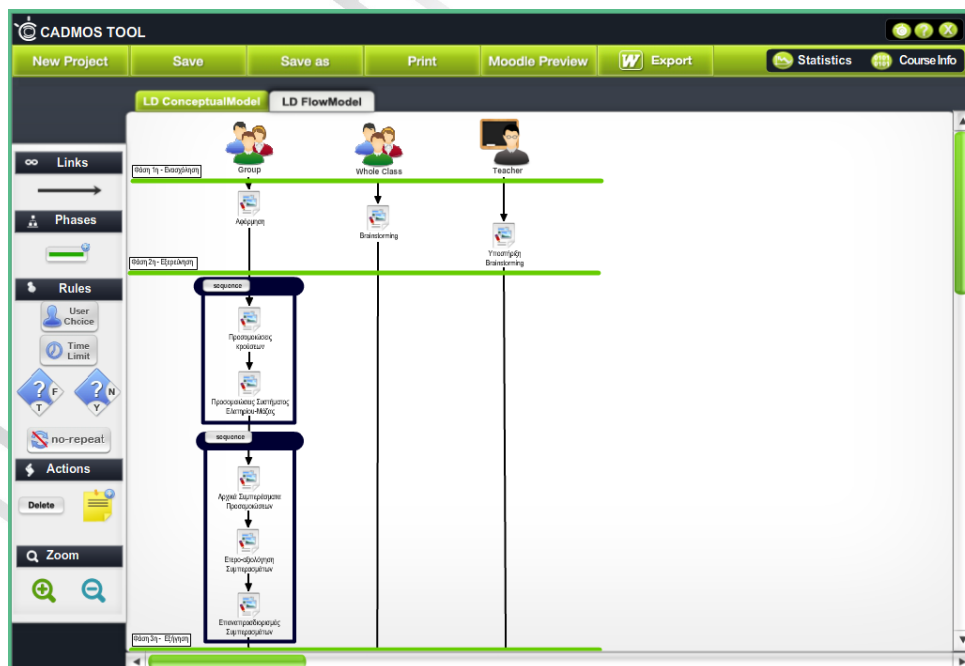 CADMOS TOOL
New Project Save Save as Print Moodle Preview W Export Statistics Course Info
LD ConceptualModel LD FlowModel
Links
Phases
Rules
User
Choice
Time
Limit
? F T ? N Y
no-repeat
Actions
Delete
Zoom
Group Whole Class Teacher
Φάση 1η - Ενασχόληση
Αφόρμηση
Brainstorming
Υποστήριξη
Brainstorming
Φάση 2η - Εξερεύνηση
sequence
Προσομοιώσεις
κρούσεων
Προσομοιώσεις Συστήματος
Ελατηρίου-Μάζας
sequence
Αρχικά Συμπεράσματα
Προσομοιώσεων
Ετερο-αξιολόγηση
Συμπερασμάτων
Επαναπροσδιορισμός
Συμπερασμάτων
Φάση 3η - Εξήγηση